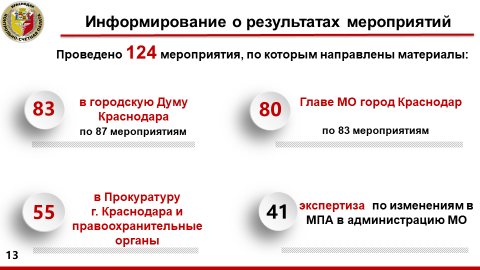 Информирование о результатах мероприятий
Проведено 124 мероприятия, по которым направлены материалы:
83
в городскую Думу
Краснодара
по 87 мероприятиям
80
Главе МО город Краснодар
по 83 мероприятиям
55
в Прокуратуру
г. Краснодара и
правоохранительные
органы
41
экспертиза по изменениям в
МПА в администрацию МО
13